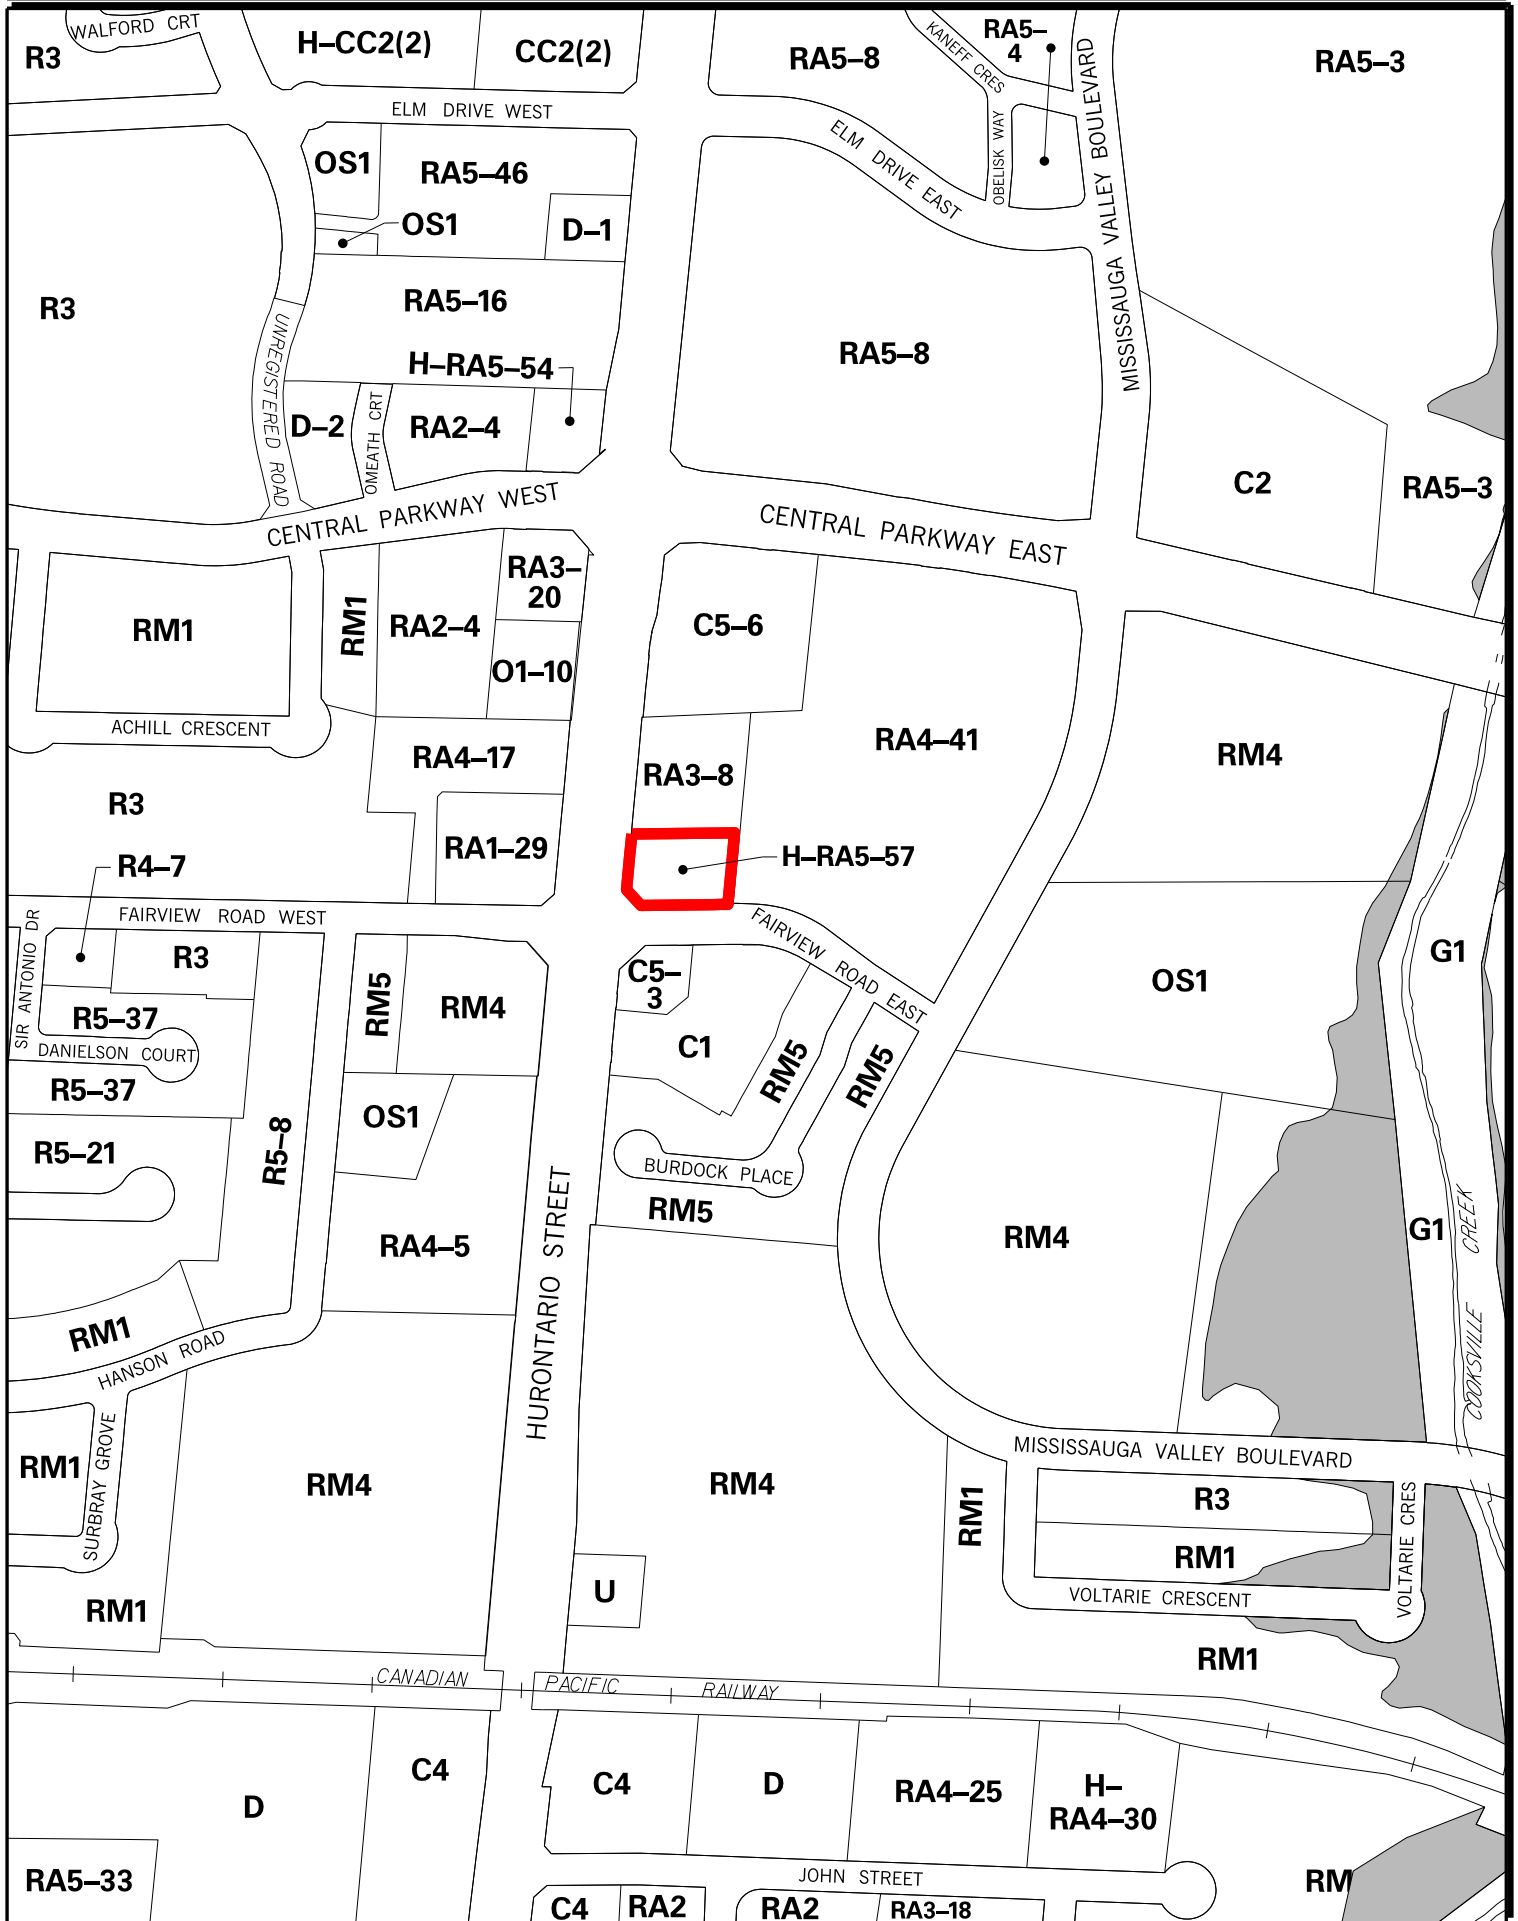 WALFORD CRT
R3
H–CC2(2)
CC2(2)
RA5–8
KANEFF CRES
RA5–
4
RA5–3
ELM DRIVE WEST
ELM DRIVE EAST
OBELISK WAY
MISSISSAUGA VALLEY BOULEVARD
OS1
RA5–46
OS1
D–1
R3
RA5–16
UNREGISTERED ROAD
H–RA5–54
RA5–8
D–2
OMEATH CRT
RA2–4
C2
RA5–3
CENTRAL PARKWAY WEST
CENTRAL PARKWAY EAST
RM1
RM1
RA2–4
RA3–
20
O1–10
C5–6
ACHILL CRESCENT
RA4–17
RA3–8
RA4–41
RM4
R3
RA1–29
H–RA5–57
R4–7
FAIRVIEW ROAD WEST
FAIRVIEW ROAD EAST
SIR ANTONIO DR
R3
R5–37
DANIELSON COURT
R5–37
RM5
RM4
C5–
3
C1
RM5
RM5
OS1
G1
R5–21
R5–8
OS1
BURDOCK PLACE
RM5
RA4–5
HURONTARIO STREET
RM4
G1
COOKSVILLE CREEK
RM1
HANSON ROAD
RM1
SURBRAY GROVE
RM4
RM4
MISSISSAUGA VALLEY BOULEVARD
RM1
R3
RM1
VOLTARIE CRES
VOLTARIE CRESCENT
U
RM1
RM1
CANADIAN PACIFIC RAILWAY
D
C4
C4
D
RA4–25
H–
RA4–30
RA5–33
JOHN STREET
RM
C4
RA2
RA2
RA3–18